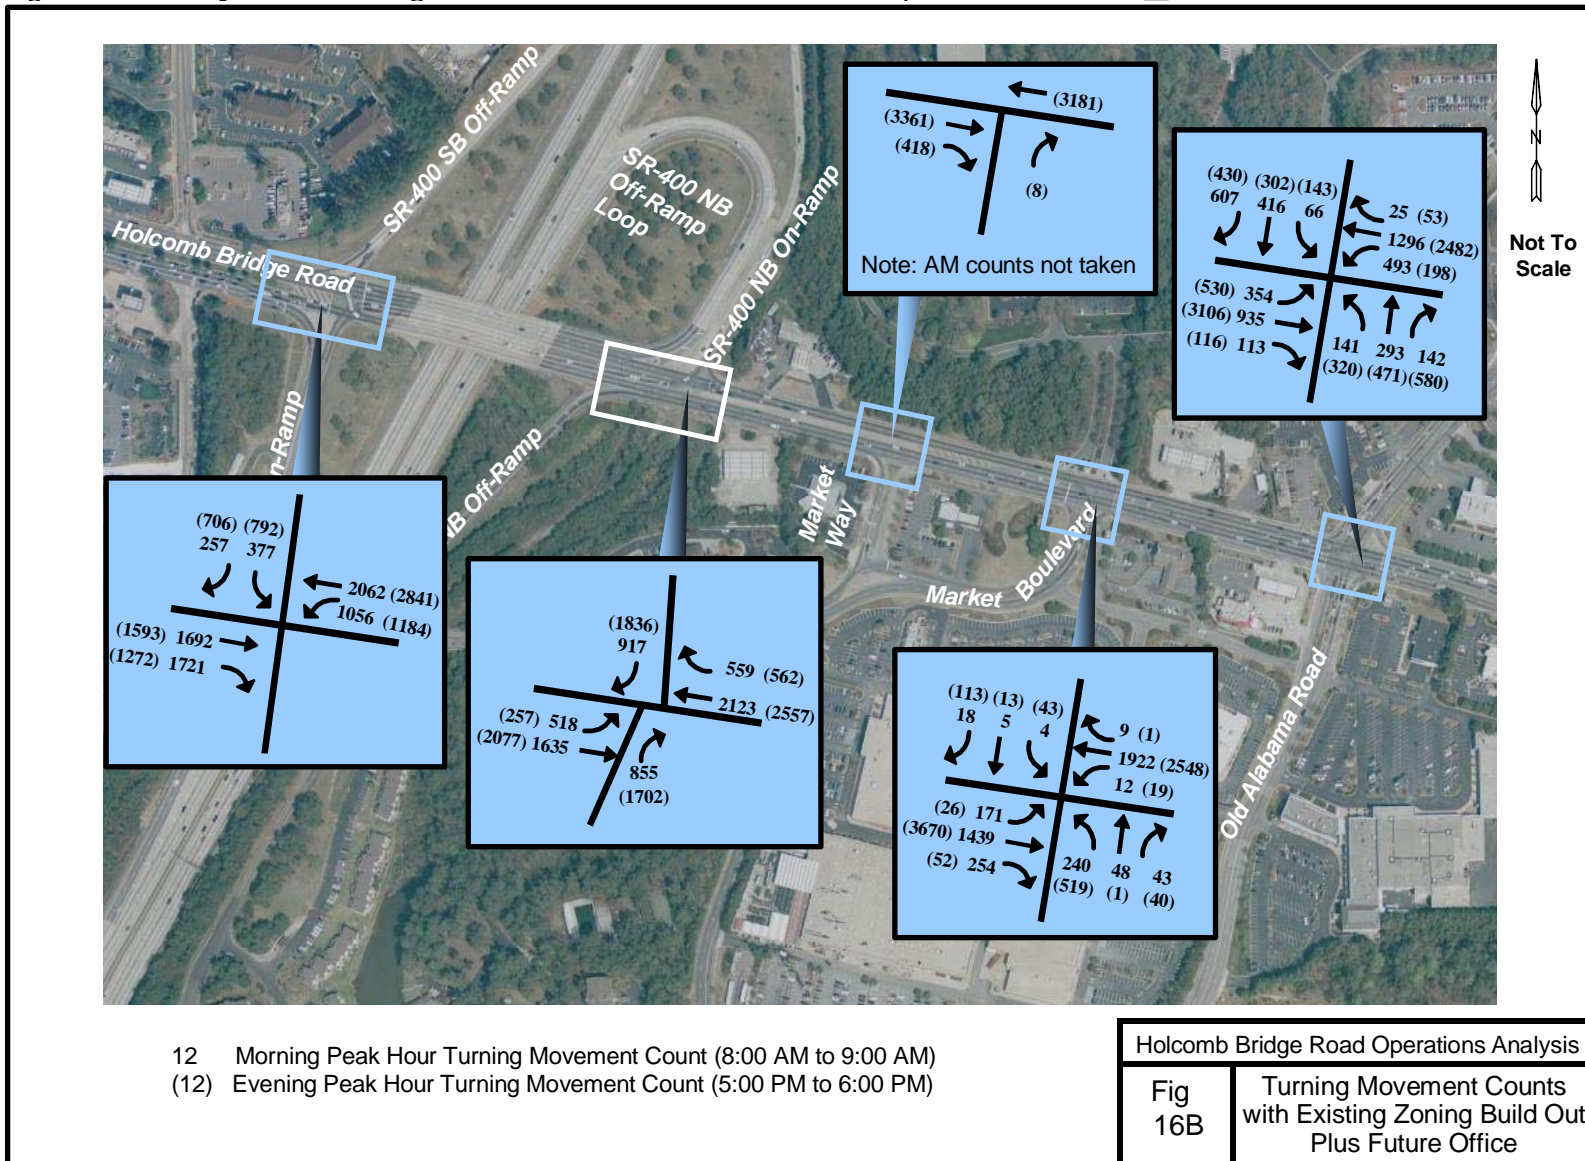 SR-400 SB Off-Ramp
SR-400 NB
Off-Ramp
Loop
SR-400 NB On-Ramp
Holcomb Bridge Road
n-Ramp
NB Off-Ramp
Market
Way
Market Boulevard
Old Alabama Road
(3181)
(3361)
(418)
(8)
Note: AM counts not taken
(430) (302) (143)
607 416 66
25 (53)
1296 (2482)
493 (198)
(530) 354
(3106) 935
(116) 113
141 293 142
(320) (471) (580)
N
Not To
Scale
(706) (792)
257 377
2062 (2841)
1056 (1184)
(1593) 1692
(1272) 1721
(1836)
917
559 (562)
2123 (2557)
(257) 518
(2077) 1635
855
(1702)
(113) (13) (43)
18 5 4
9 (1)
1922 (2548)
12 (19)
(26) 171
(3670) 1439
(52) 254
240 48 43
(519) (1) (40)
12 Morning Peak Hour Turning Movement Count (8:00 AM to 9:00 AM)
(12) Evening Peak Hour Turning Movement Count (5:00 PM to 6:00 PM)
Holcomb Bridge Road Operations Analysis
Fig
16B
Turning Movement Counts
with Existing Zoning Build Out
Plus Future Office